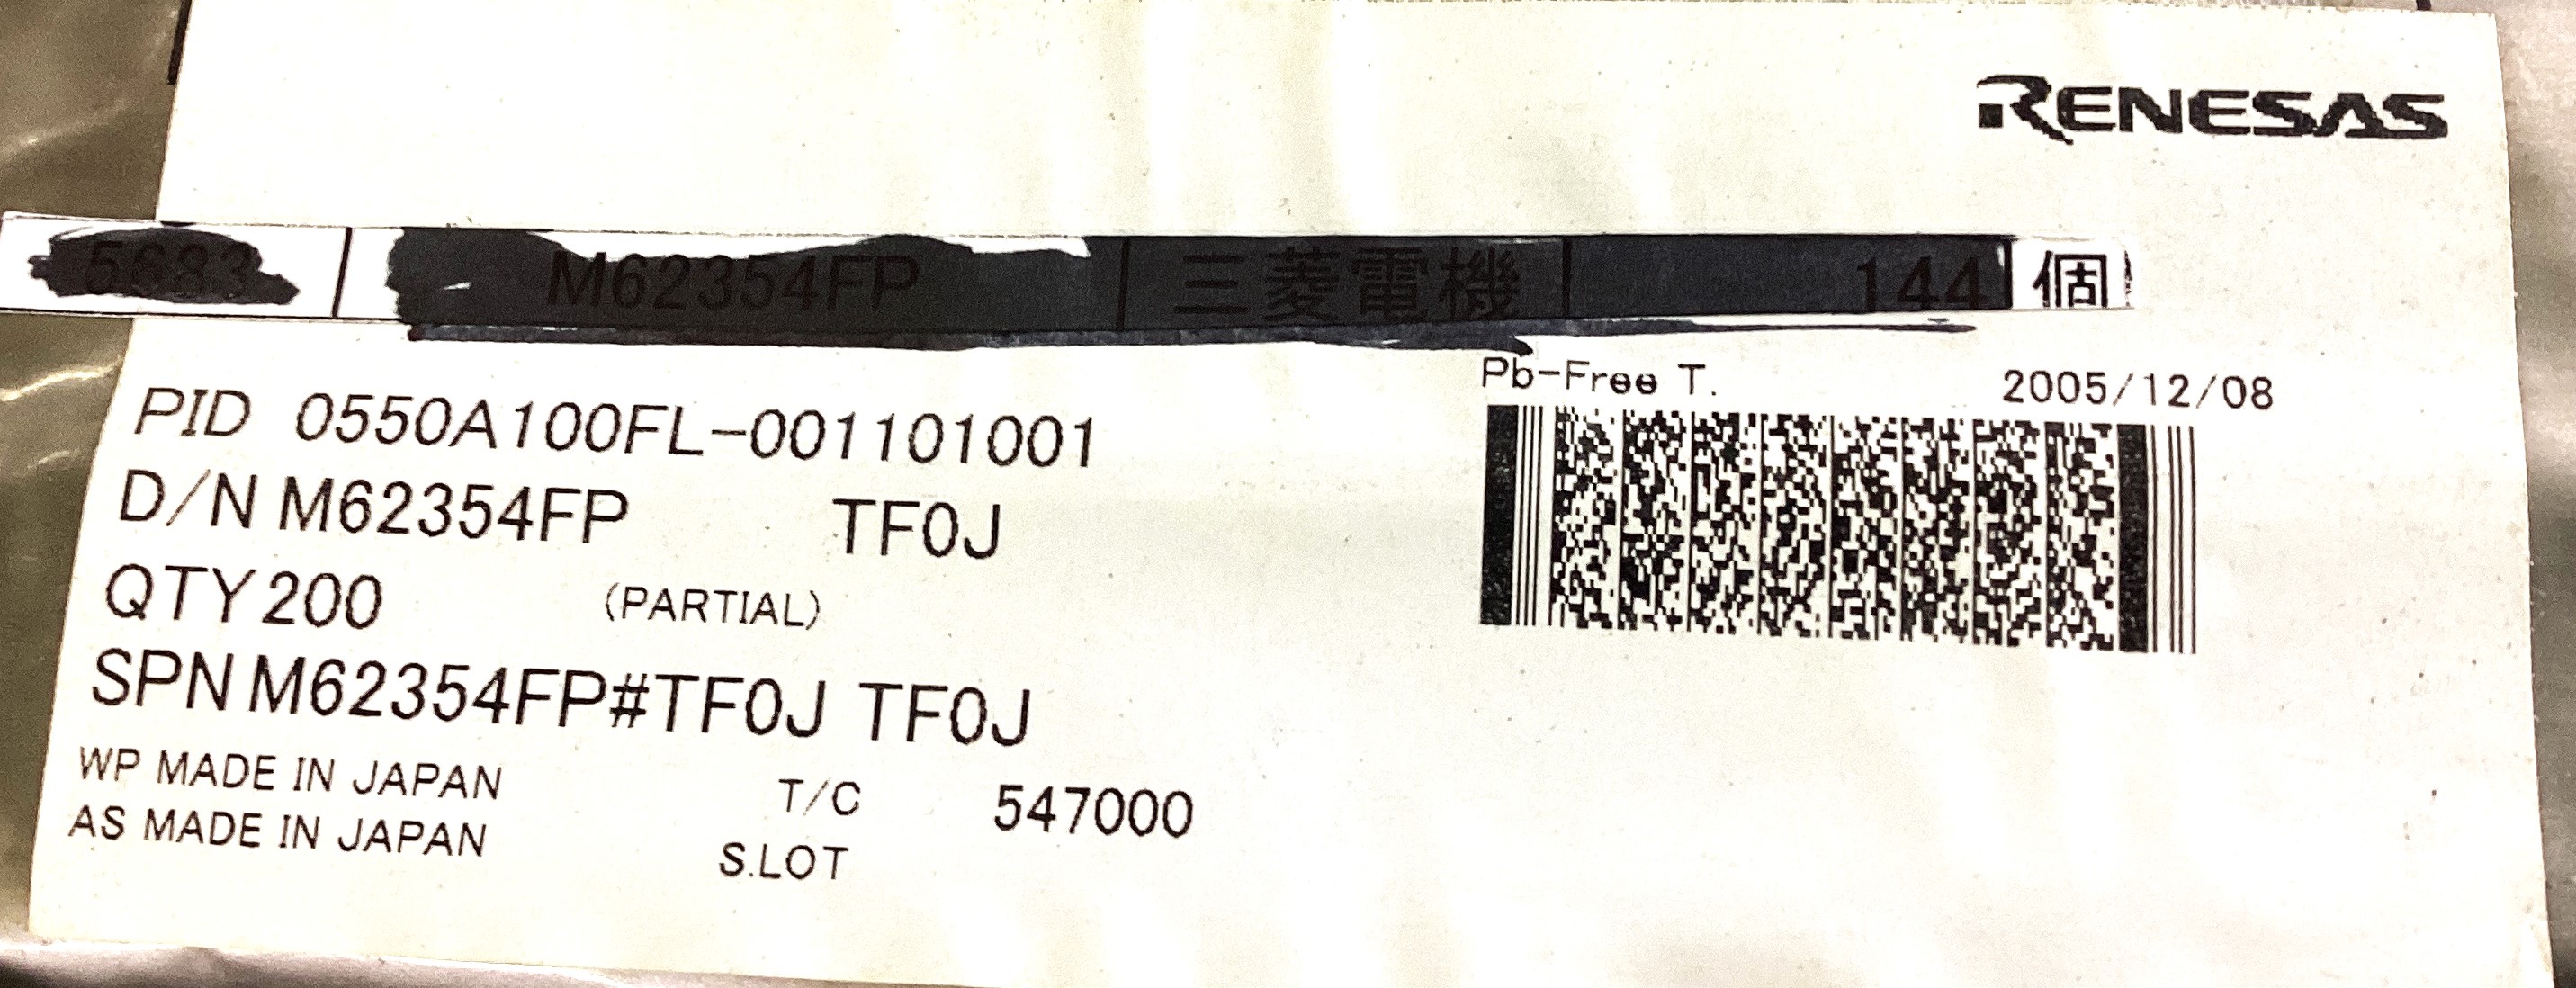 RENESAS
5683 M62354FP 三菱電機 144 個
Pb-Free T. 2005/12/08
PID 0550A100FL-001101001
D/N M62354FP TF0J
QTY 200 (PARTIAL)
SPN M62354FP#TF0J TF0J
WP MADE IN JAPAN
AS MADE IN JAPAN
T/C 547000
S.LOT